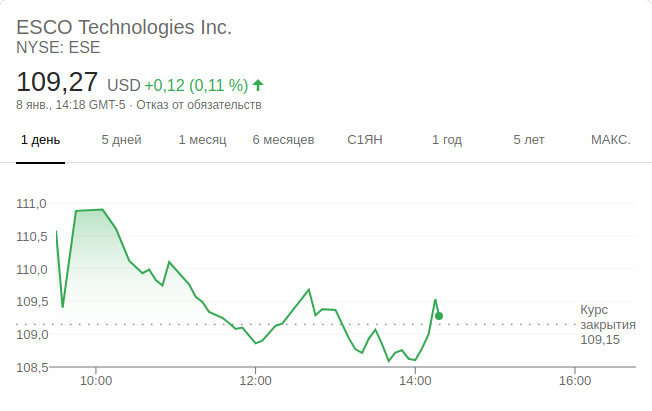 ESCO Technologies Inc.
NYSE: ESE
109,27 USD +0,12 (0,11 %)
8 янв., 14:18 GMT-5 · Отказ от обязательств
1 день 5 дней 1 месяц 6 месяцев С1ЯН 1 год 5 лет МАКС.
111,0
110,5
110,0
109,5
109,0
108,5
Курс
закрытия
109,15
10:00 12:00 14:00 16:00